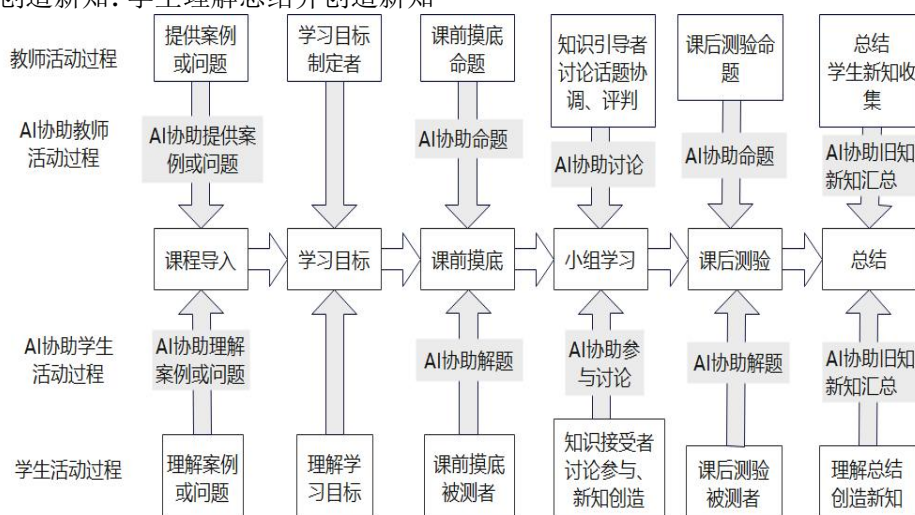 创造新知：学生理解总结并创造新知
教师活动过程
提供案例
或问题
学习目标
制定者
课前摸底
命题
知识引导者
讨论话题协
调、评判
课后测验命
题
总结
学生新知收
集
AI协助教师
活动过程
AI协助提供案
例或问题
AI协助命题
AI协助讨论
AI协助命题
AI协助旧知
新知汇总
课程导入
学习目标
课前摸底
小组学习
课后测验
总结
AI协助学生
活动过程
AI协助理解
案例或问题
AI协助解题
AI协助参
与讨论
AI协助解题
AI协助旧知
新知汇总
学生活动过程
理解案例
或问题
理解学
习目标
课前摸底
被测者
知识接受者
讨论参与、
新知创造
课后测验
被测者
理解总结
创造新知